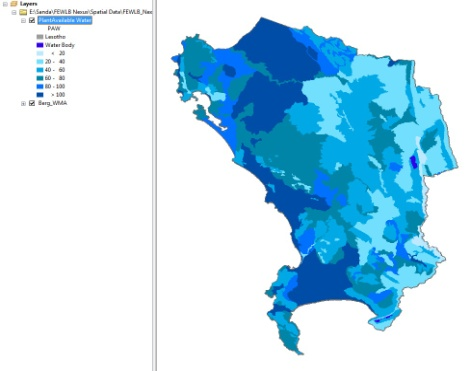 Layers
E:\Sanda\FEWLB Nexus\Spatial Data\FEWLB_Nex
PlantAvailable Water
PAW
Lesotho
Water Body
< 20
20 - 40
40 - 60
60 - 80
80 - 100
> 100
Berg_WMA